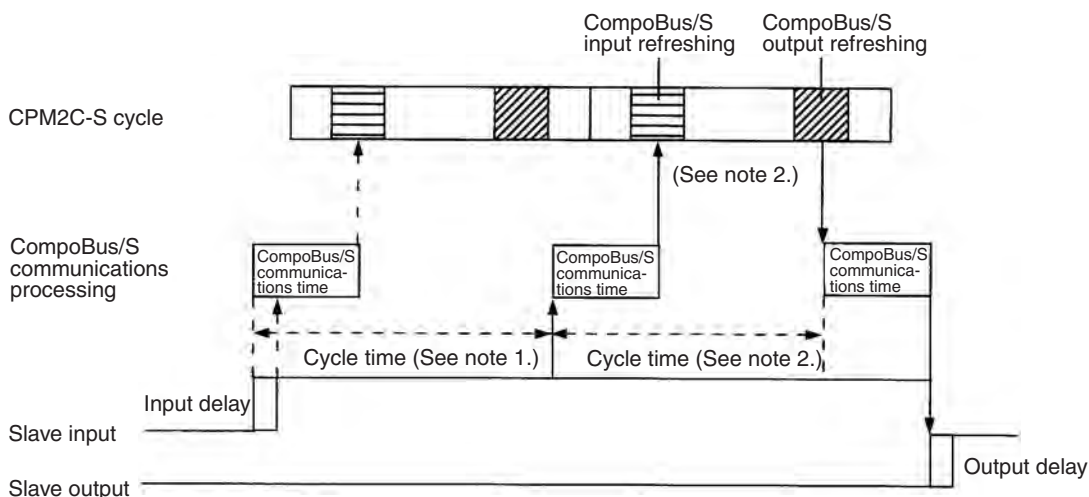 CompoBus/S
input refreshing
CompoBus/S
output refreshing
CPM2C-S cycle
(See note 2.)
CompoBus/S
communications
processing
CompoBus/S
communica-
tions time
CompoBus/S
communica-
tions time
CompoBus/S
communica-
tions time
Cycle time (See note 1.)
Cycle time (See note 2.)
Input delay
Slave input
Output delay
Slave output